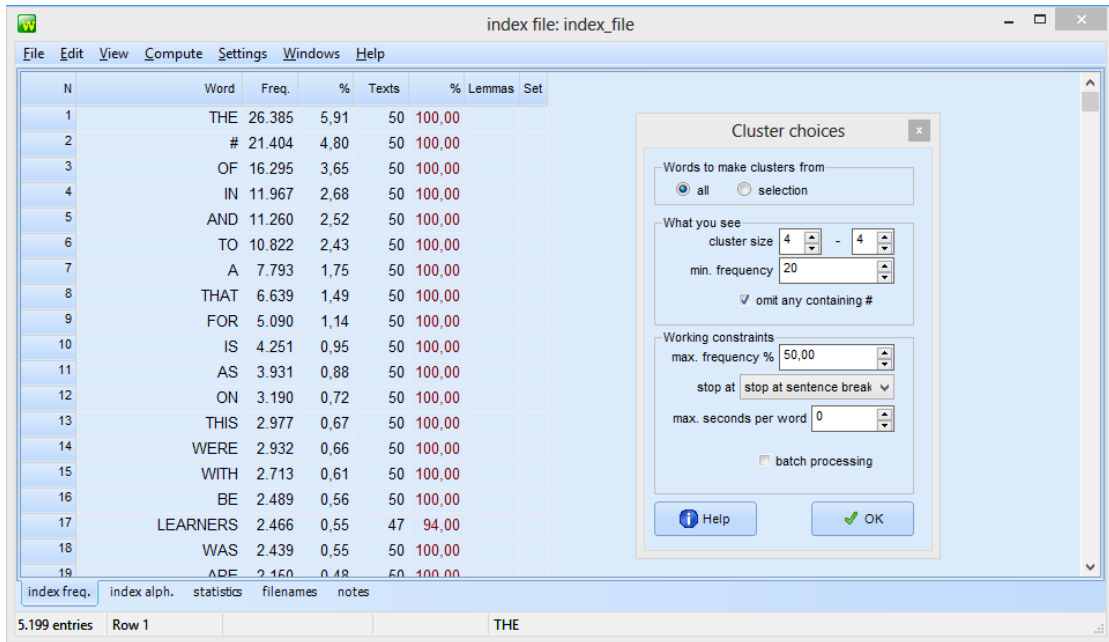 index file: index_file
File Edit View Compute Settings Windows Help
N Word Freq. % Texts % Lemmas Set
1 THE 26.385 5,91 50 100,00
2 # 21.404 4,80 50 100,00
3 OF 16.295 3,65 50 100,00
4 IN 11.967 2,68 50 100,00
5 AND 11.260 2,52 50 100,00
6 TO 10.822 2,43 50 100,00
7 A 7.793 1,75 50 100,00
8 THAT 6.639 1,49 50 100,00
9 FOR 5.090 1,14 50 100,00
10 IS 4.251 0,95 50 100,00
11 AS 3.931 0,88 50 100,00
12 ON 3.190 0,72 50 100,00
13 THIS 2.977 0,67 50 100,00
14 WERE 2.932 0,66 50 100,00
15 WITH 2.713 0,61 50 100,00
16 BE 2.489 0,56 50 100,00
17 LEARNERS 2.466 0,55 47 94,00
18 WAS 2.439 0,55 50 100,00
19 ARE 2.150 0,48 50 100,00
Cluster choices
Words to make clusters from
all selection
What you see
cluster size 4 - 4
min. frequency 20
omit any containing #
Working constraints
max. frequency % 50,00
stop at stop at sentence break
max. seconds per word 0
batch processing
Help OK
index freq. index alph. statistics filenames notes
5.199 entries Row 1 THE